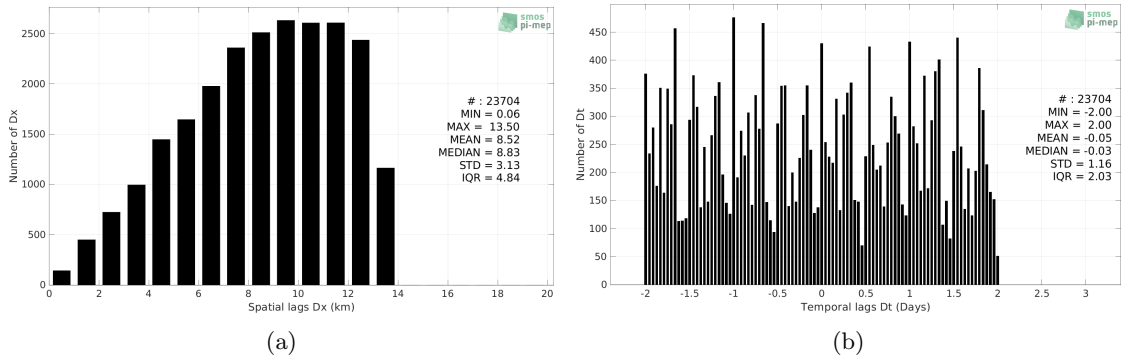 smos
pi-mep
Number of Dx
2500
2000
1500
1000
500
0
# : 23704
MIN = 0.06
MAX = 13.50
MEAN = 8.52
MEDIAN = 8.83
STD = 3.13
IQR = 4.84
0 2 4 6 8 10 12 14 16 18 20
Spatial lags Dx (km)
(a)
smos
pi-mep
Number of Dt
450
400
350
300
250
200
150
100
50
0
# : 23704
MIN = -2.00
MAX = 2.00
MEAN = -0.05
MEDIAN = -0.03
STD = 1.16
IQR = 2.03
-2 -1.5 -1 -0.5 0 0.5 1 1.5 2 2.5 3
Temporal lags Dt (Days)
(b)